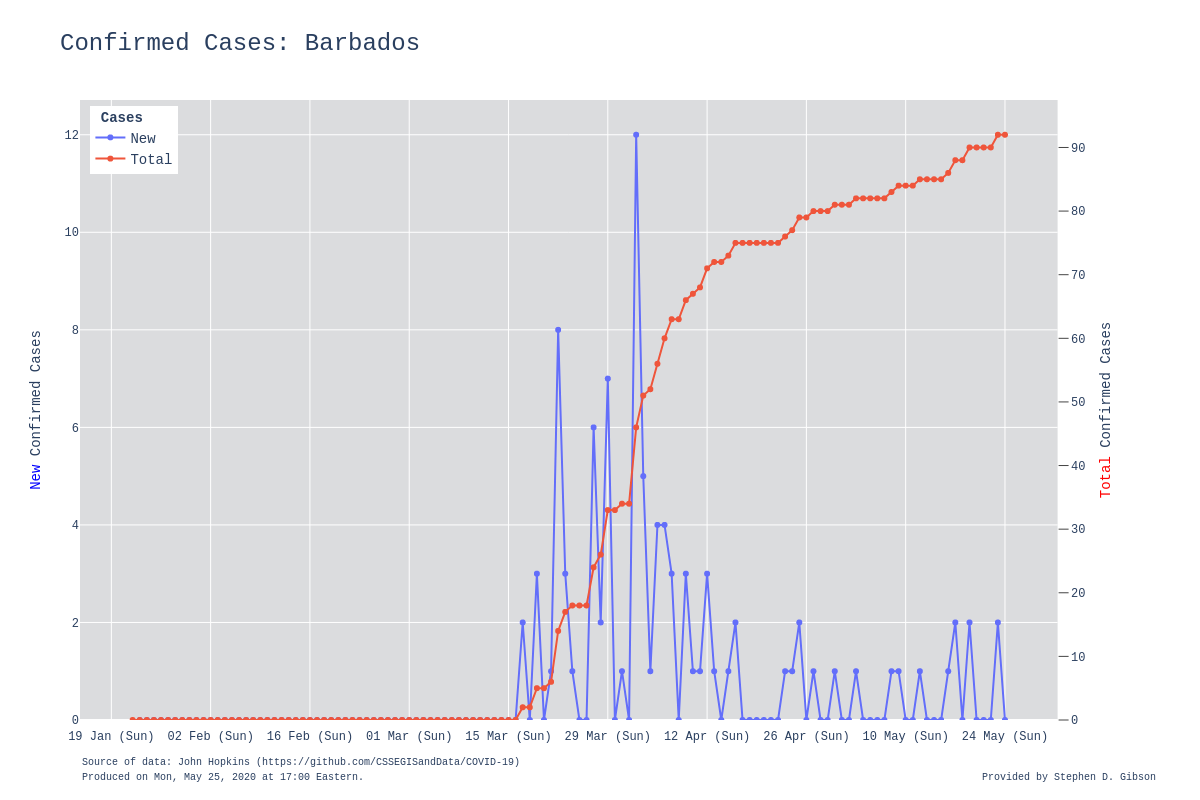 Confirmed Cases: Barbados
Cases
New
Total
12
10
8
6
4
2
0
90
80
70
60
50
40
30
20
10
0
New Confirmed Cases
Total Confirmed Cases
19 Jan (Sun) 02 Feb (Sun) 16 Feb (Sun) 01 Mar (Sun) 15 Mar (Sun) 29 Mar (Sun) 12 Apr (Sun) 26 Apr (Sun) 10 May (Sun) 24 May (Sun)
Source of data: John Hopkins (https://github.com/CSSEGISandData/COVID-19)
Produced on Mon, May 25, 2020 at 17:00 Eastern.
Provided by Stephen D. Gibson